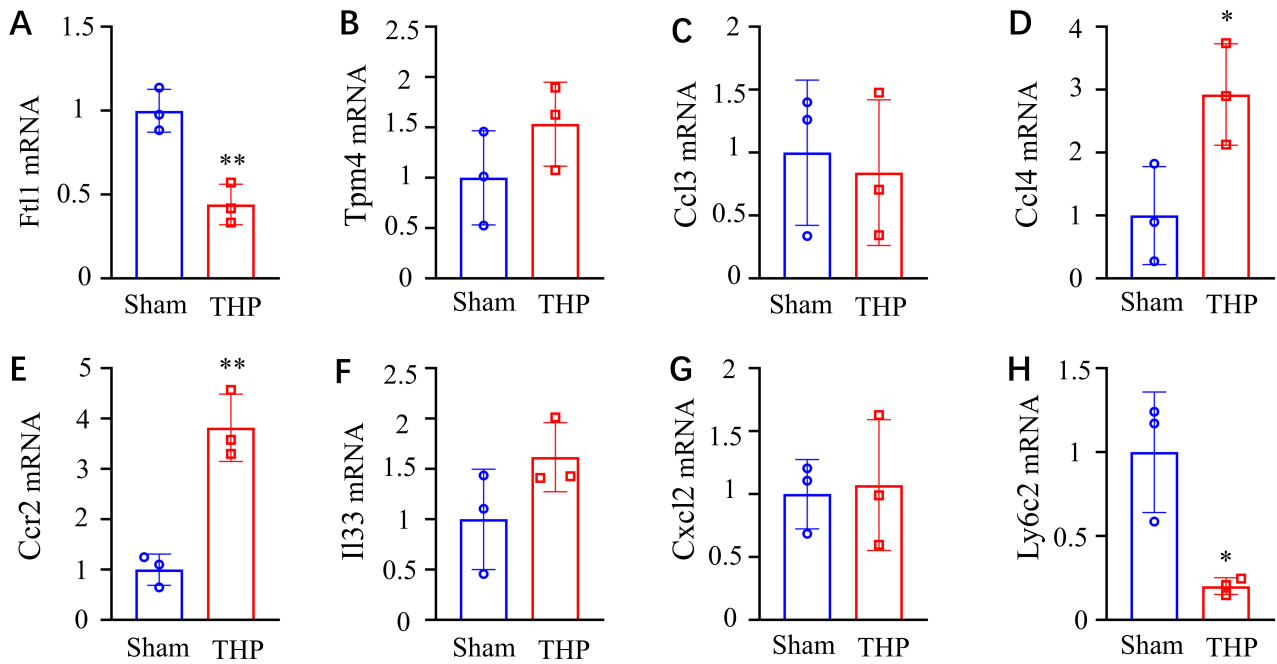 A
Ftl1 mRNA
1.5
1
0.5
0
**
Sham THP
B
Tpm4 mRNA
2.5
2
1.5
1
0.5
0
Sham THP
C
Ccl3 mRNA
2
1.5
1
0.5
0
Sham THP
D
Ccl4 mRNA
4
3
2
1
0
*
Sham THP
E
Ccr2 mRNA
5
4
3
2
1
0
**
Sham THP
F
Il33 mRNA
2.5
2
1.5
1
0.5
0
Sham THP
G
Cxcl2 mRNA
2
1.5
1
0.5
0
Sham THP
H
Ly6c2 mRNA
1.5
1
0.5
0
*
Sham THP